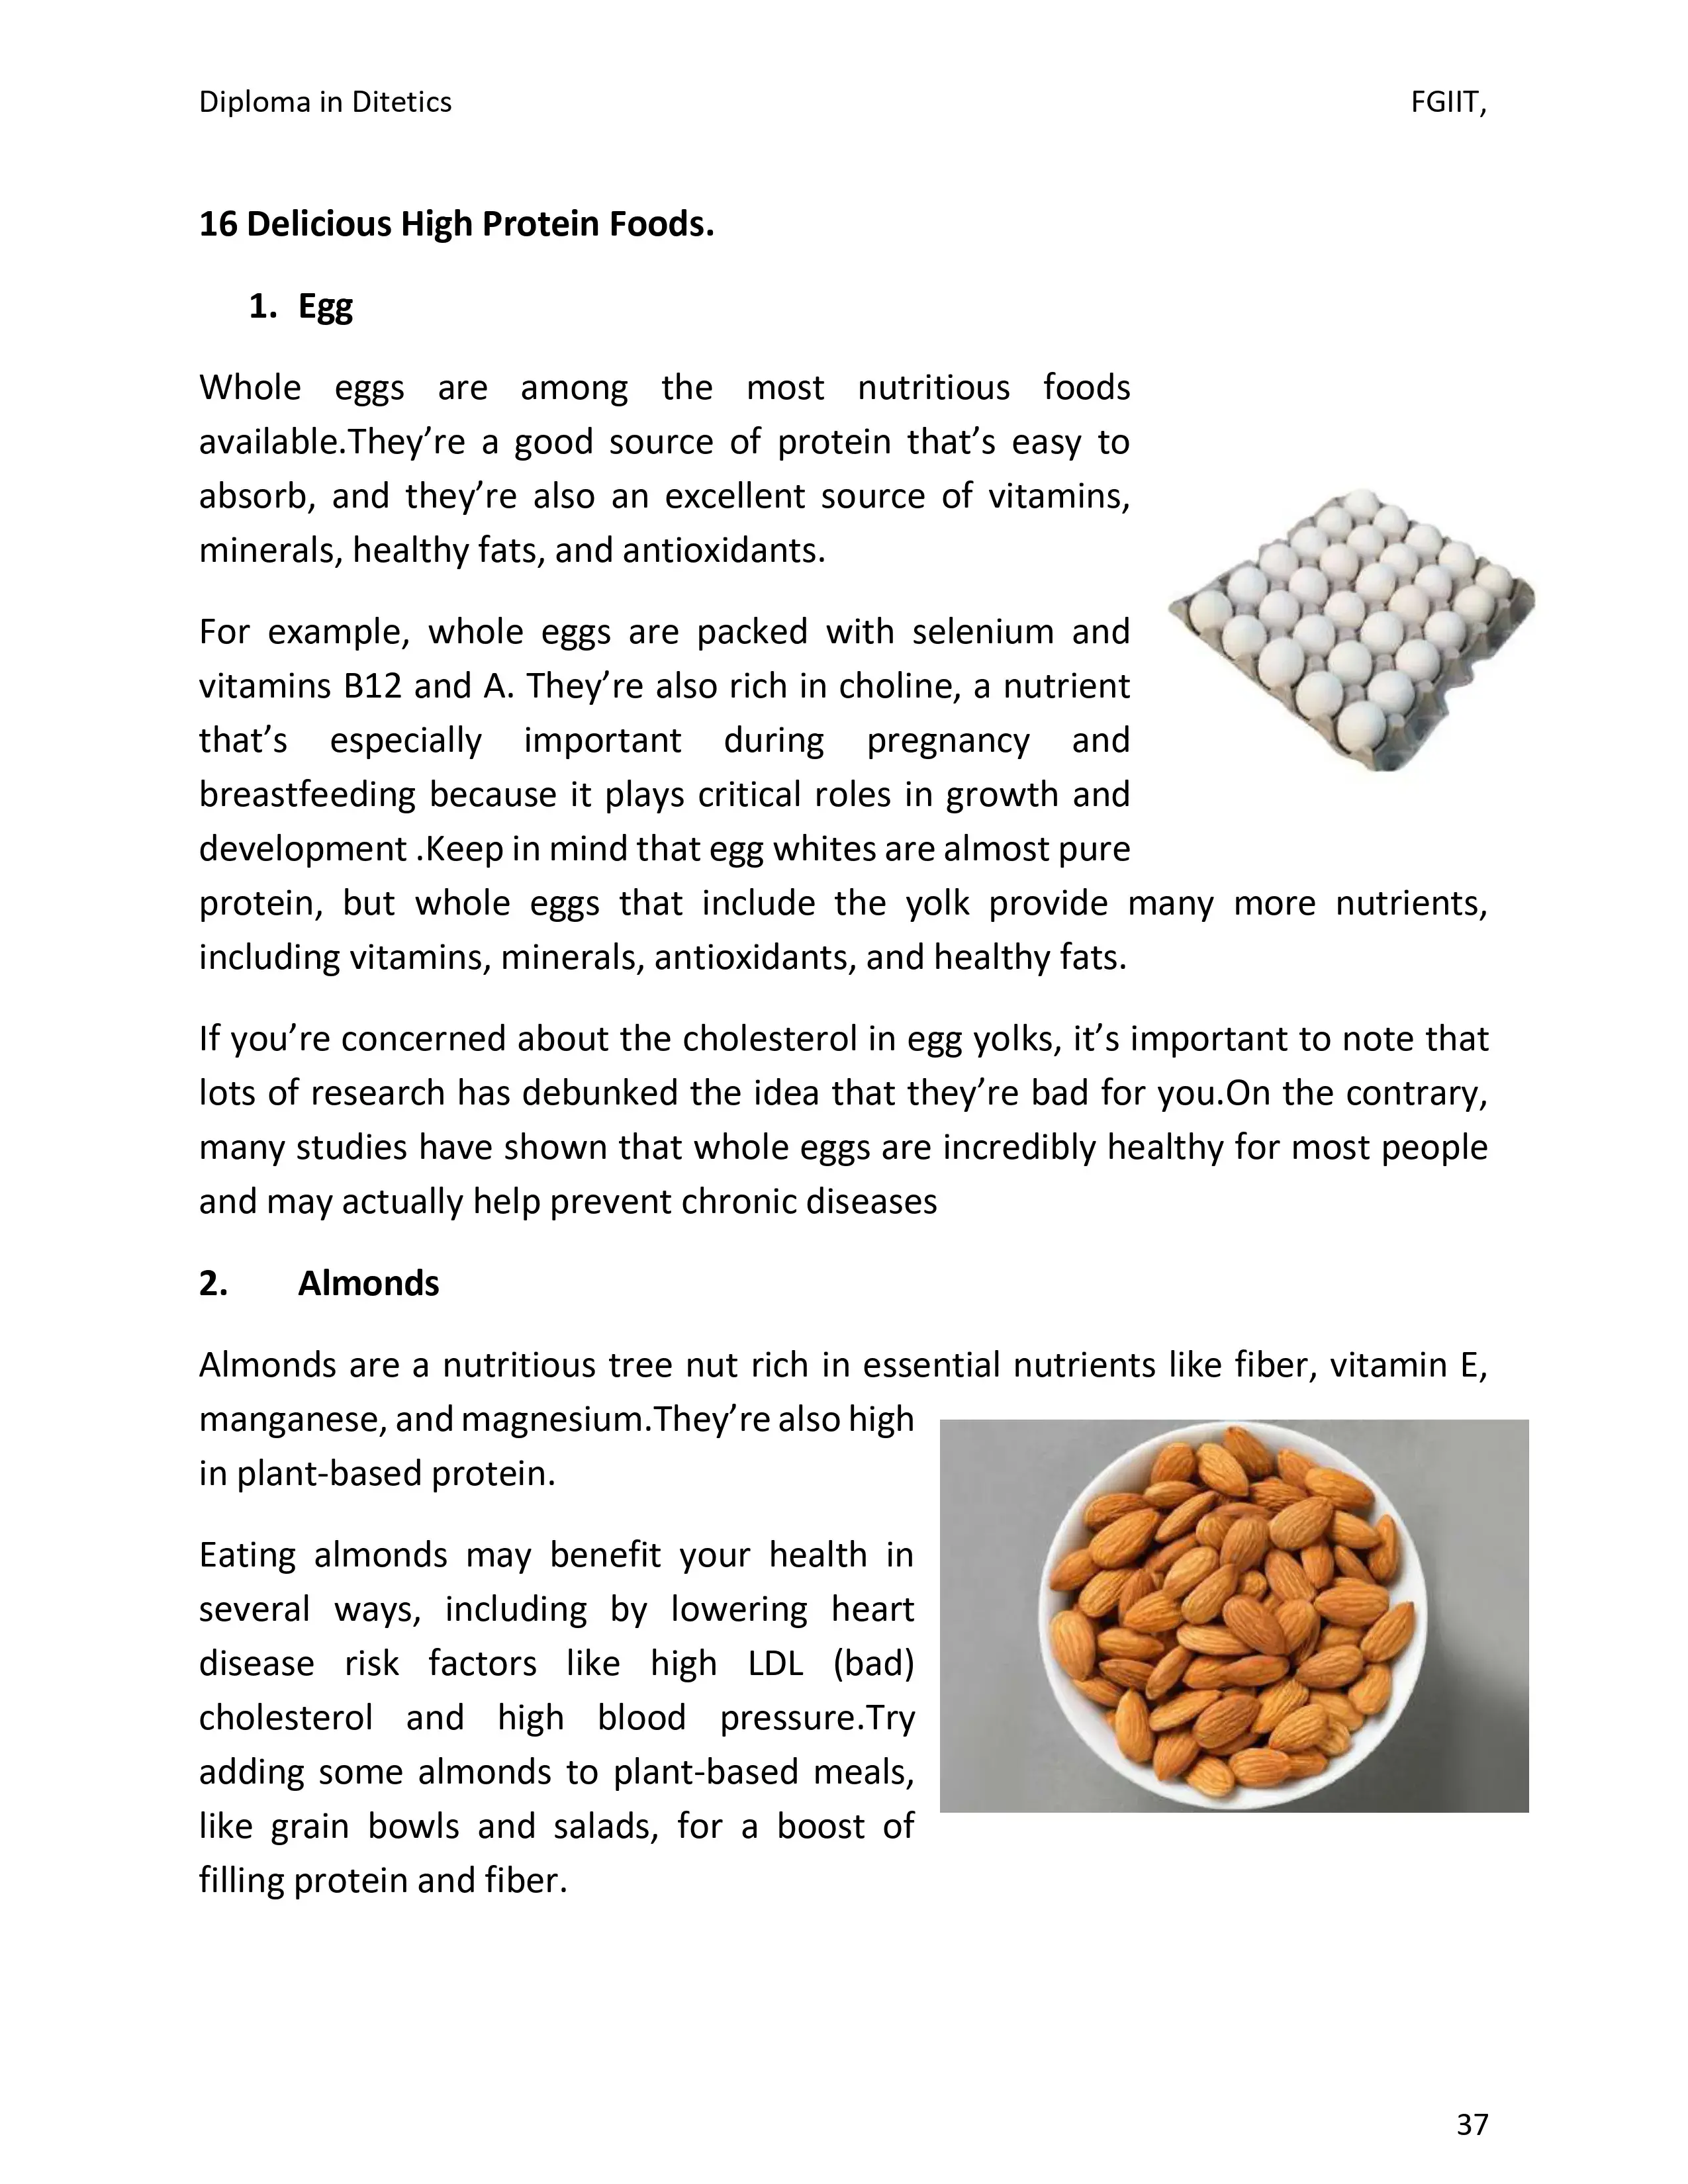 Diploma in Ditetics FGIIT,
16 Delicious High Protein Foods.
1. Egg
Whole eggs are among the most nutritious foods
available.They’re a good source of protein that’s easy to
absorb, and they’re also an excellent source of vitamins,
minerals, healthy fats, and antioxidants.
For example, whole eggs are packed with selenium and
vitamins B12 and A. They’re also rich in choline, a nutrient
that’s especially important during pregnancy and
breastfeeding because it plays critical roles in growth and
development .Keep in mind that egg whites are almost pure
protein, but whole eggs that include the yolk provide many more nutrients,
including vitamins, minerals, antioxidants, and healthy fats.
If you’re concerned about the cholesterol in egg yolks, it’s important to note that
lots of research has debunked the idea that they’re bad for you.On the contrary,
many studies have shown that whole eggs are incredibly healthy for most people
and may actually help prevent chronic diseases
2. Almonds
Almonds are a nutritious tree nut rich in essential nutrients like fiber, vitamin E,
manganese, and magnesium.They’re also high
in plant-based protein.
Eating almonds may benefit your health in
several ways, including by lowering heart
disease risk factors like high LDL (bad)
cholesterol and high blood pressure.Try
adding some almonds to plant-based meals,
like grain bowls and salads, for a boost of
filling protein and fiber.
37